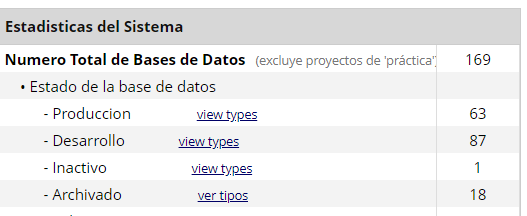 Estadisticas del Sistema
Numero Total de Bases de Datos (excluye proyectos de 'práctica') 169
• Estado de la base de datos
- Produccion view types 63
- Desarrollo view types 87
- Inactivo view types 1
- Archivado ver tipos 18